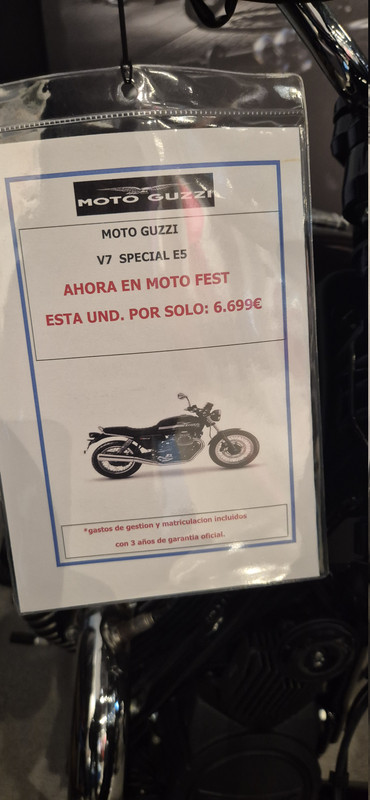 MOTO GUZZI
MOTO GUZZI
V7 SPECIAL E5
AHORA EN MOTO FEST
ESTA UND. POR SOLO: 6.699€
*gastos de gestion y matriculacion incluidos
con 3 años de garantia oficial.